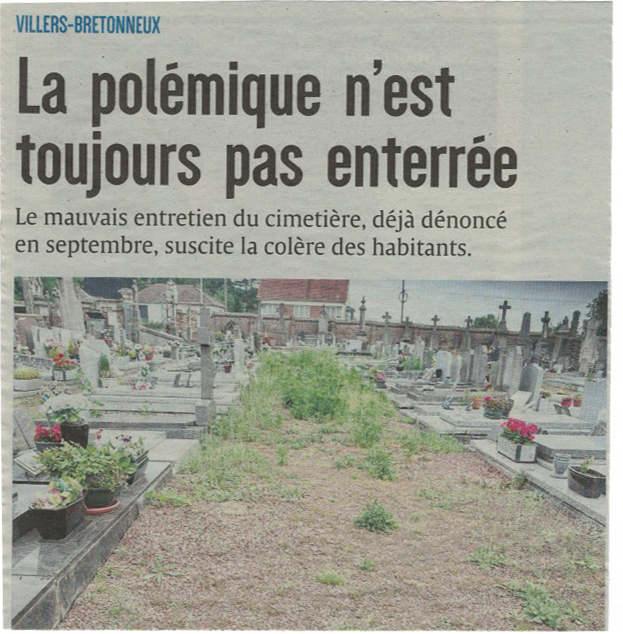 VILLERS-BRETONNEUX
La polémique n'est
toujours pas enterrée
Le mauvais entretien du cimetière, déjà dénoncé
en septembre, suscite la colère des habitants.